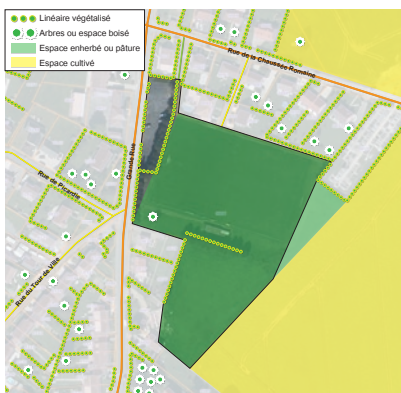 Linéaire végétalisé
Arbres ou espace boisé
Espace enherbé ou pâture
Espace cultivé
Rue de la Chaussée Romaine
Grande Rue
Rue de Picardie
Rue du Tour de Ville